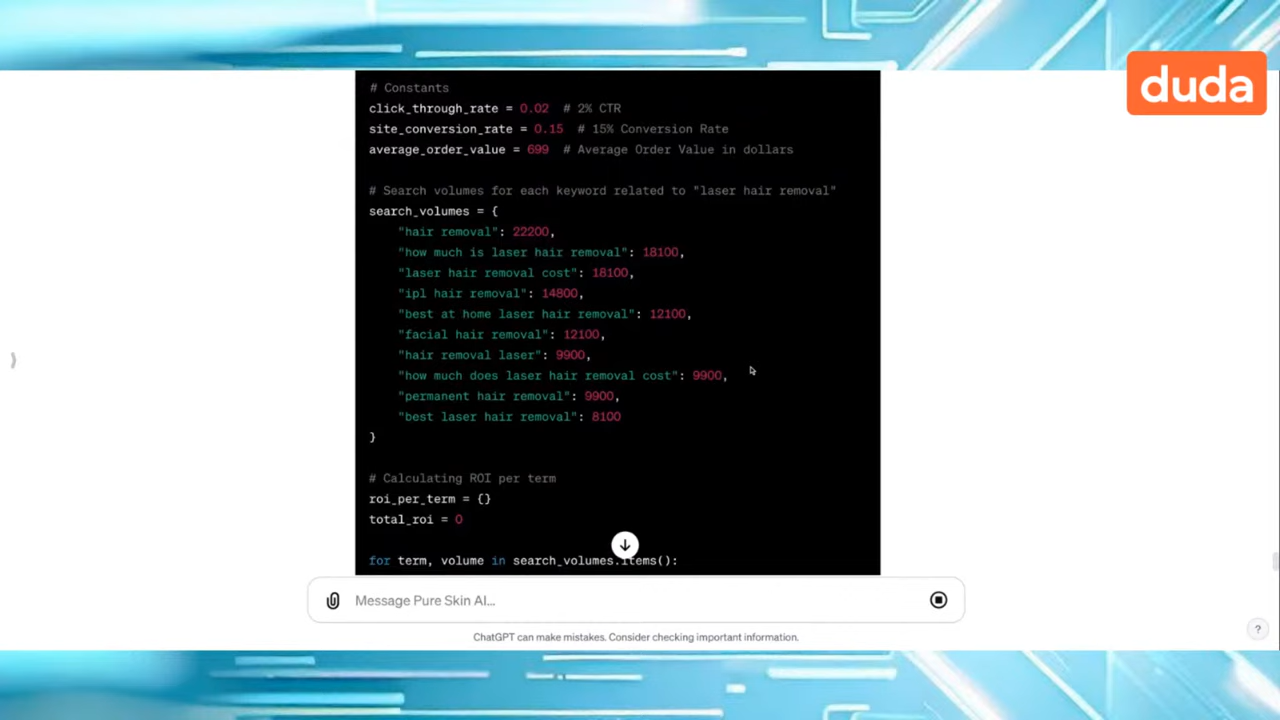 duda
# Constants
click_through_rate = 0.02  # 2% CTR
site_conversion_rate = 0.15  # 15% Conversion Rate
average_order_value = 699  # Average Order Value in dollars
# Search volumes for each keyword related to "laser hair removal"
search_volumes = {
"hair removal": 22200,
"how much is laser hair removal": 18100,
"laser hair removal cost": 18100,
"ipl hair removal": 14800,
"best at home laser hair removal": 12100,
"facial hair removal": 12100,
"hair removal laser": 9900,
"how much does laser hair removal cost": 9900,
"permanent hair removal": 9900,
"best laser hair removal": 8100
}
# Calculating ROI per term
roi_per_term = {}
total_roi = 0
for term, volume in search_volumes.items():
Message Pure Skin AI...
ChatGPT can make mistakes. Consider checking important information.
?